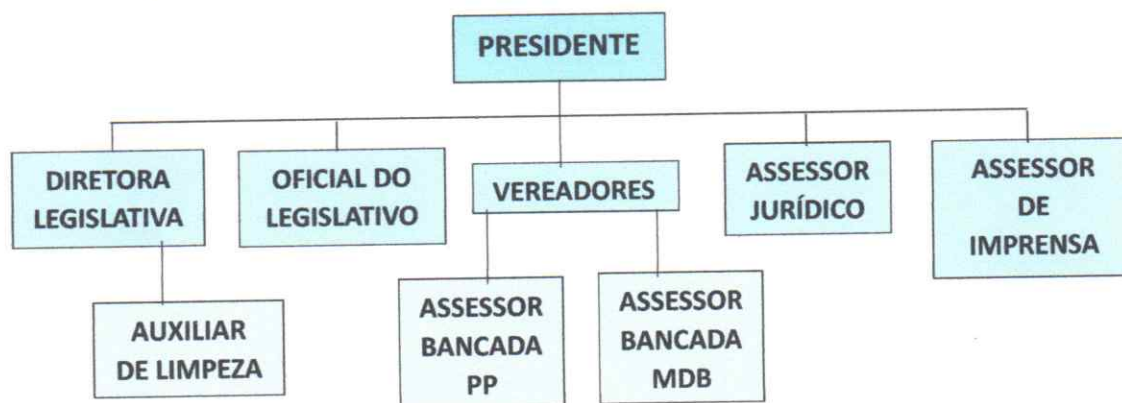 PRESIDENTE
DIRETORA
LEGISLATIVA
OFICIAL DO
LEGISLATIVO
VEREADORES
ASSESSOR
JURÍDICO
ASSESSOR
DE
IMPRENSA
AUXILIAR
DE LIMPEZA
ASSESSOR
BANCADA
PP
ASSESSOR
BANCADA
MDB